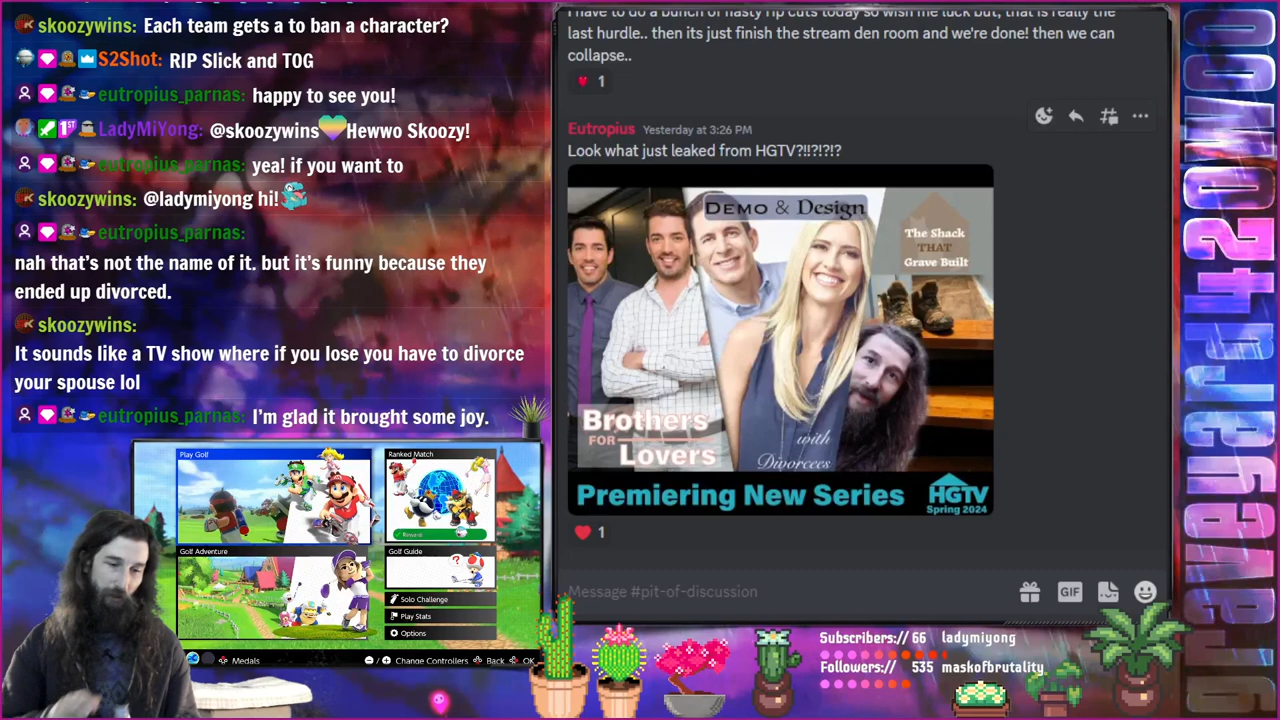 skoozywins: Each team gets a to ban a character?
S2Shot: RIP Slick and TOG
eutropius_parnas: happy to see you!
1ST LadyMiYong: @skoozywins Hewwo Skoozy!
eutropius_parnas: yea! if you want to
skoozywins: @ladymiyong hi!
eutropius_parnas:
nah that's not the name of it. but it's funny because they
ended up divorced.
skoozywins:
It sounds like a TV show where if you lose you have to divorce
your spouse lol
eutropius_parnas: I'm glad it brought some joy.
Play Golf
Ranked Match
Golf Adventure
Golf Guide
Solo Challenge
Play Stats
Options
Medals
Change Controllers
Back
OK
I have to do a bunch of nasty rip cuts today so wish me luck but, that is really the
last hurdle.. then its just finish the stream den room and we're done! then we can
collapse..
1
Eutropius Yesterday at 3:26 PM
Look what just leaked from HGTV?!!?!?!?
Demo & Design
The Shack
THAT
Grave Built
Brothers
FOR
Lovers
with
Divorcees
Premiering New Series
HGTV
Spring 2024
1
Message #pit-of-discussion
GIF
Subscribers:// 66 ladymiyong
Followers:// 535 maskofbrutality